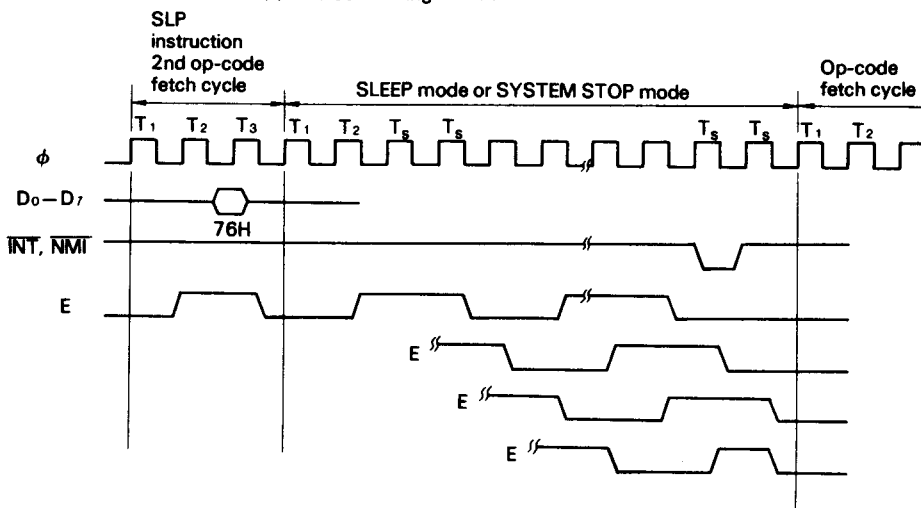 SLP
instruction
2nd op-code
fetch cycle
SLEEP mode or SYSTEM STOP mode
Op-code
fetch cycle
T1 T2 T3 T1 T2 Ts Ts Ts Ts T1 T2
φ
D0–D7
76H
INT, NMI
E
E
E
E